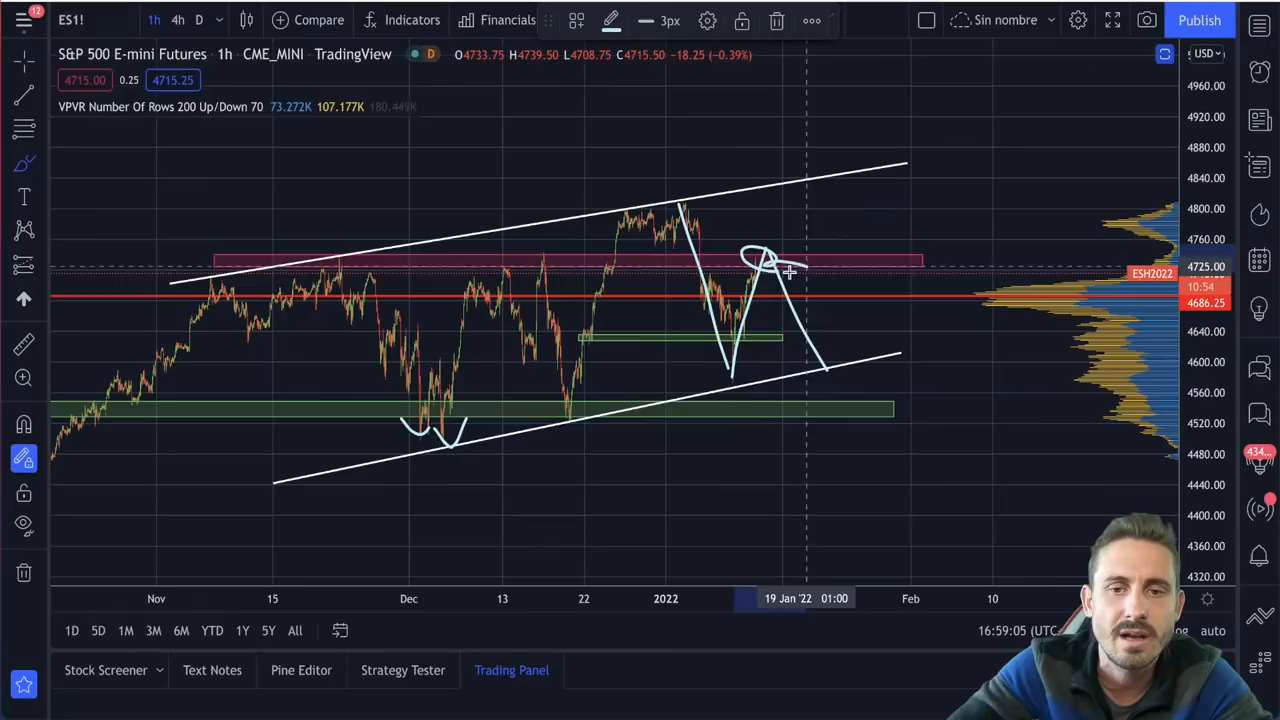 12
ES1!
1h 4h D
Compare
Indicators
Financials
3px
Sin nombre
Publish
S&P 500 E-mini Futures · 1h · CME_MINI · TradingView
D
O4733.75 H4739.50 L4708.75 C4715.50 -18.25 (-0.39%)
USD
4715.00 0.25 4715.25
VPVR Number Of Rows 200 Up/Down 70 73.272K 107.177K 180.449K
4960.00
4920.00
4880.00
4840.00
4800.00
4760.00
4725.00
ESH2022
10:54
4686.25
4640.00
4600.00
4560.00
4520.00
4480.00
4440.00
4400.00
4360.00
4320.00
434...
Nov 15 Dec 13 22 2022 19 Jan '22 01:00 Feb 10
1D 5D 1M 3M 6M YTD 1Y 5Y All
16:59:05 (UTC
auto
Stock Screener Text Notes Pine Editor Strategy Tester Trading Panel